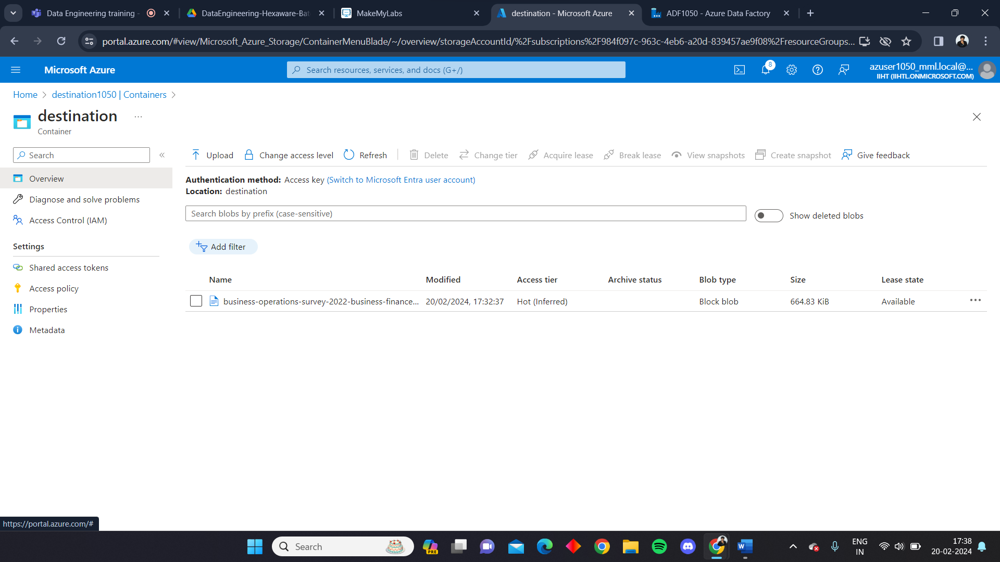 Data Engineering training -
DataEngineering-Hexaware-Bat
MakeMyLabs
destination - Microsoft Azure
ADF1050 - Azure Data Factory
portal.azure.com/#view/Microsoft_Azure_Storage/ContainerMenuBlade/~/overview/storageAccountId/%2Fsubscriptions%2F984f097c-963c-4eb6-a20d-839457ae9f08%2FresourceGroups...
Microsoft Azure
Search resources, services, and docs (G+/)
8
azuser1050_mml.local@...
IIHT (IIHTL.ONMICROSOFT.COM)
Home > destination1050 | Containers >
destination ...
Container
Search
Upload
Change access level
Refresh
Delete
Change tier
Acquire lease
Break lease
View snapshots
Create snapshot
Give feedback
Overview
Diagnose and solve problems
Access Control (IAM)
Settings
Shared access tokens
Access policy
Properties
Metadata
Authentication method: Access key (Switch to Microsoft Entra user account)
Location: destination
Search blobs by prefix (case-sensitive)
Show deleted blobs
Add filter
Name Modified Access tier Archive status Blob type Size Lease state
business-operations-survey-2022-business-finance... 20/02/2024, 17:32:37 Hot (Inferred) Block blob 664.83 KiB Available
https://portal.azure.com/#
Search
PRE
W
ENG
IN
17:38
20-02-2024